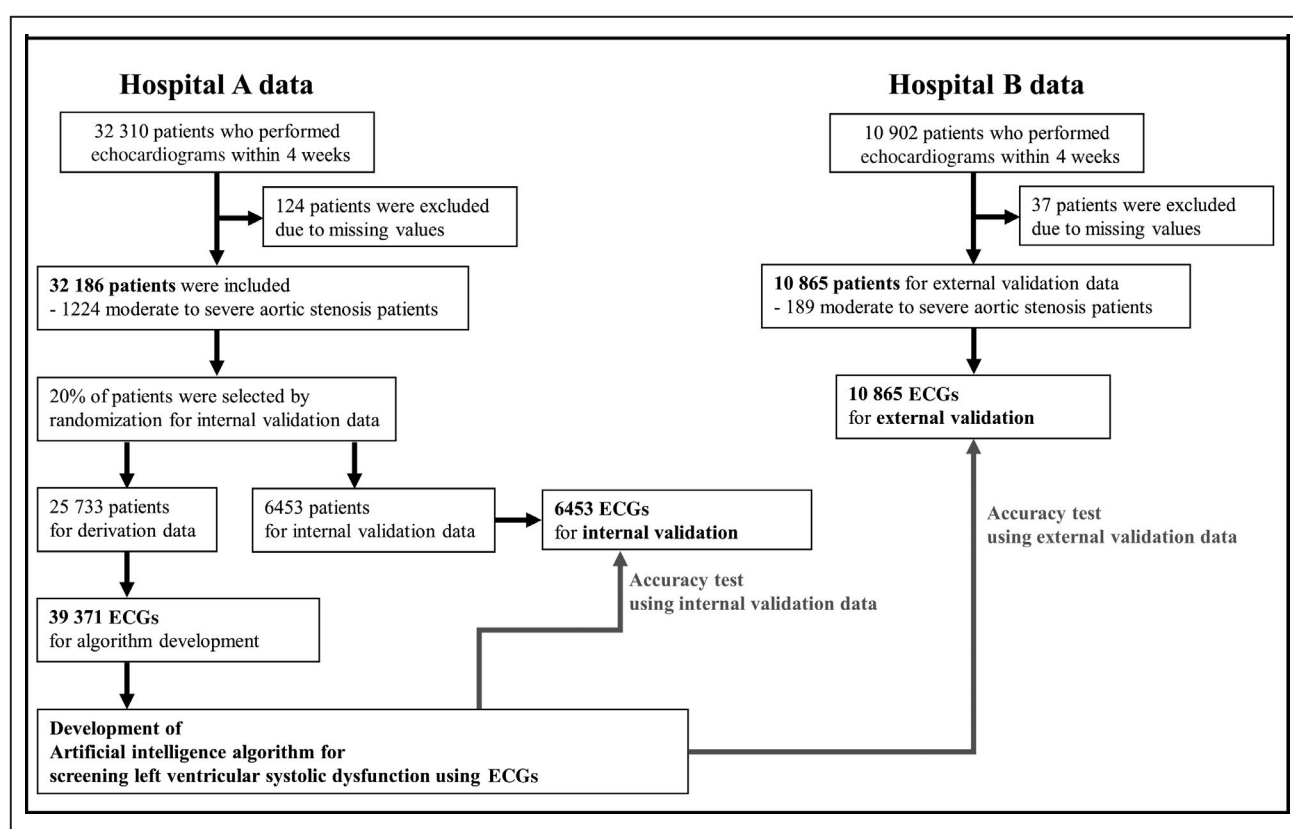 Hospital A data
32 310 patients who performed
echocardiograms within 4 weeks
124 patients were excluded
due to missing values
32 186 patients were included
- 1224 moderate to severe aortic stenosis patients
20% of patients were selected by
randomization for internal validation data
25 733 patients
for derivation data
6453 patients
for internal validation data
6453 ECGs
for internal validation
39 371 ECGs
for algorithm development
Accuracy test
using internal validation data
Development of
Artificial intelligence algorithm for
screening left ventricular systolic dysfunction using ECGs
Hospital B data
10 902 patients who performed
echocardiograms within 4 weeks
37 patients were excluded
due to missing values
10 865 patients for external validation data
- 189 moderate to severe aortic stenosis patients
10 865 ECGs
for external validation
Accuracy test
using external validation data